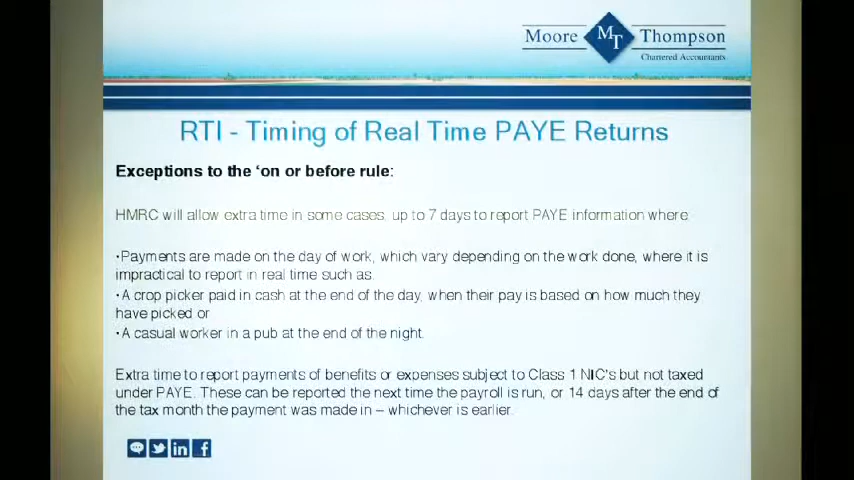 Moore MT Thompson
Chartered Accountants
RTI - Timing of Real Time PAYE Returns
Exceptions to the ‘on or before rule:
HMRC will allow extra time in some cases, up to 7 days to report PAYE information where:
•Payments are made on the day of work, which vary depending on the work done, where it is
impractical to report in real time such as:
•A crop picker paid in cash at the end of the day, when their pay is based on how much they
have picked or
•A casual worker in a pub at the end of the night.
Extra time to report payments of benefits or expenses subject to Class 1 NIC's but not taxed
under PAYE. These can be reported the next time the payroll is run, or 14 days after the end of
the tax month the payment was made in – whichever is earlier.
in f